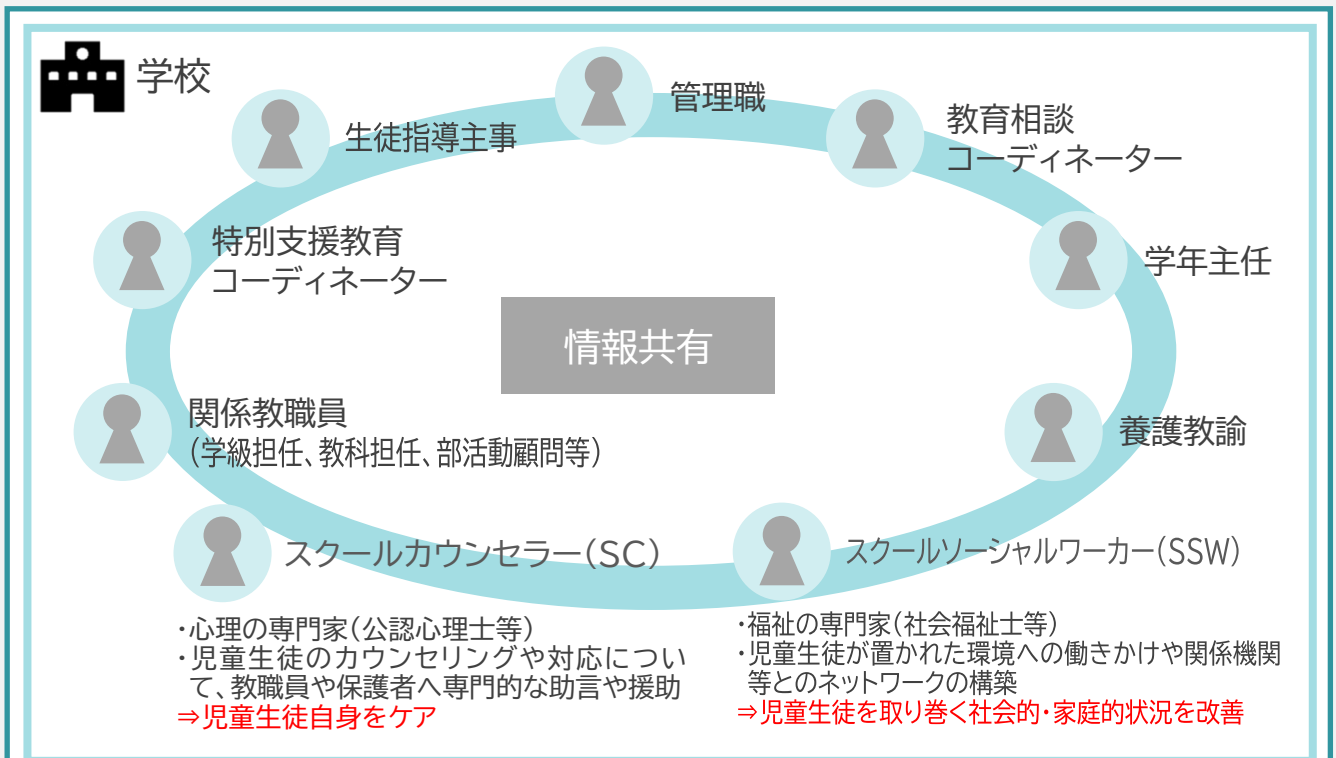 学校
管理職
生徒指導主事
教育相談
コーディネーター
特別支援教育
コーディネーター
学年主任
情報共有
関係教職員
(学級担任、教科担任、部活動顧問等)
養護教諭
スクールカウンセラー(SC)
・心理の専門家(公認心理士等)
・児童生徒のカウンセリングや対応につい
て、教職員や保護者へ専門的な助言や援助
⇒児童生徒自身をケア
スクールソーシャルワーカー(SSW)
・福祉の専門家(社会福祉士等)
・児童生徒が置かれた環境への働きかけや関係機関
等とのネットワークの構築
⇒児童生徒を取り巻く社会的・家庭的状況を改善